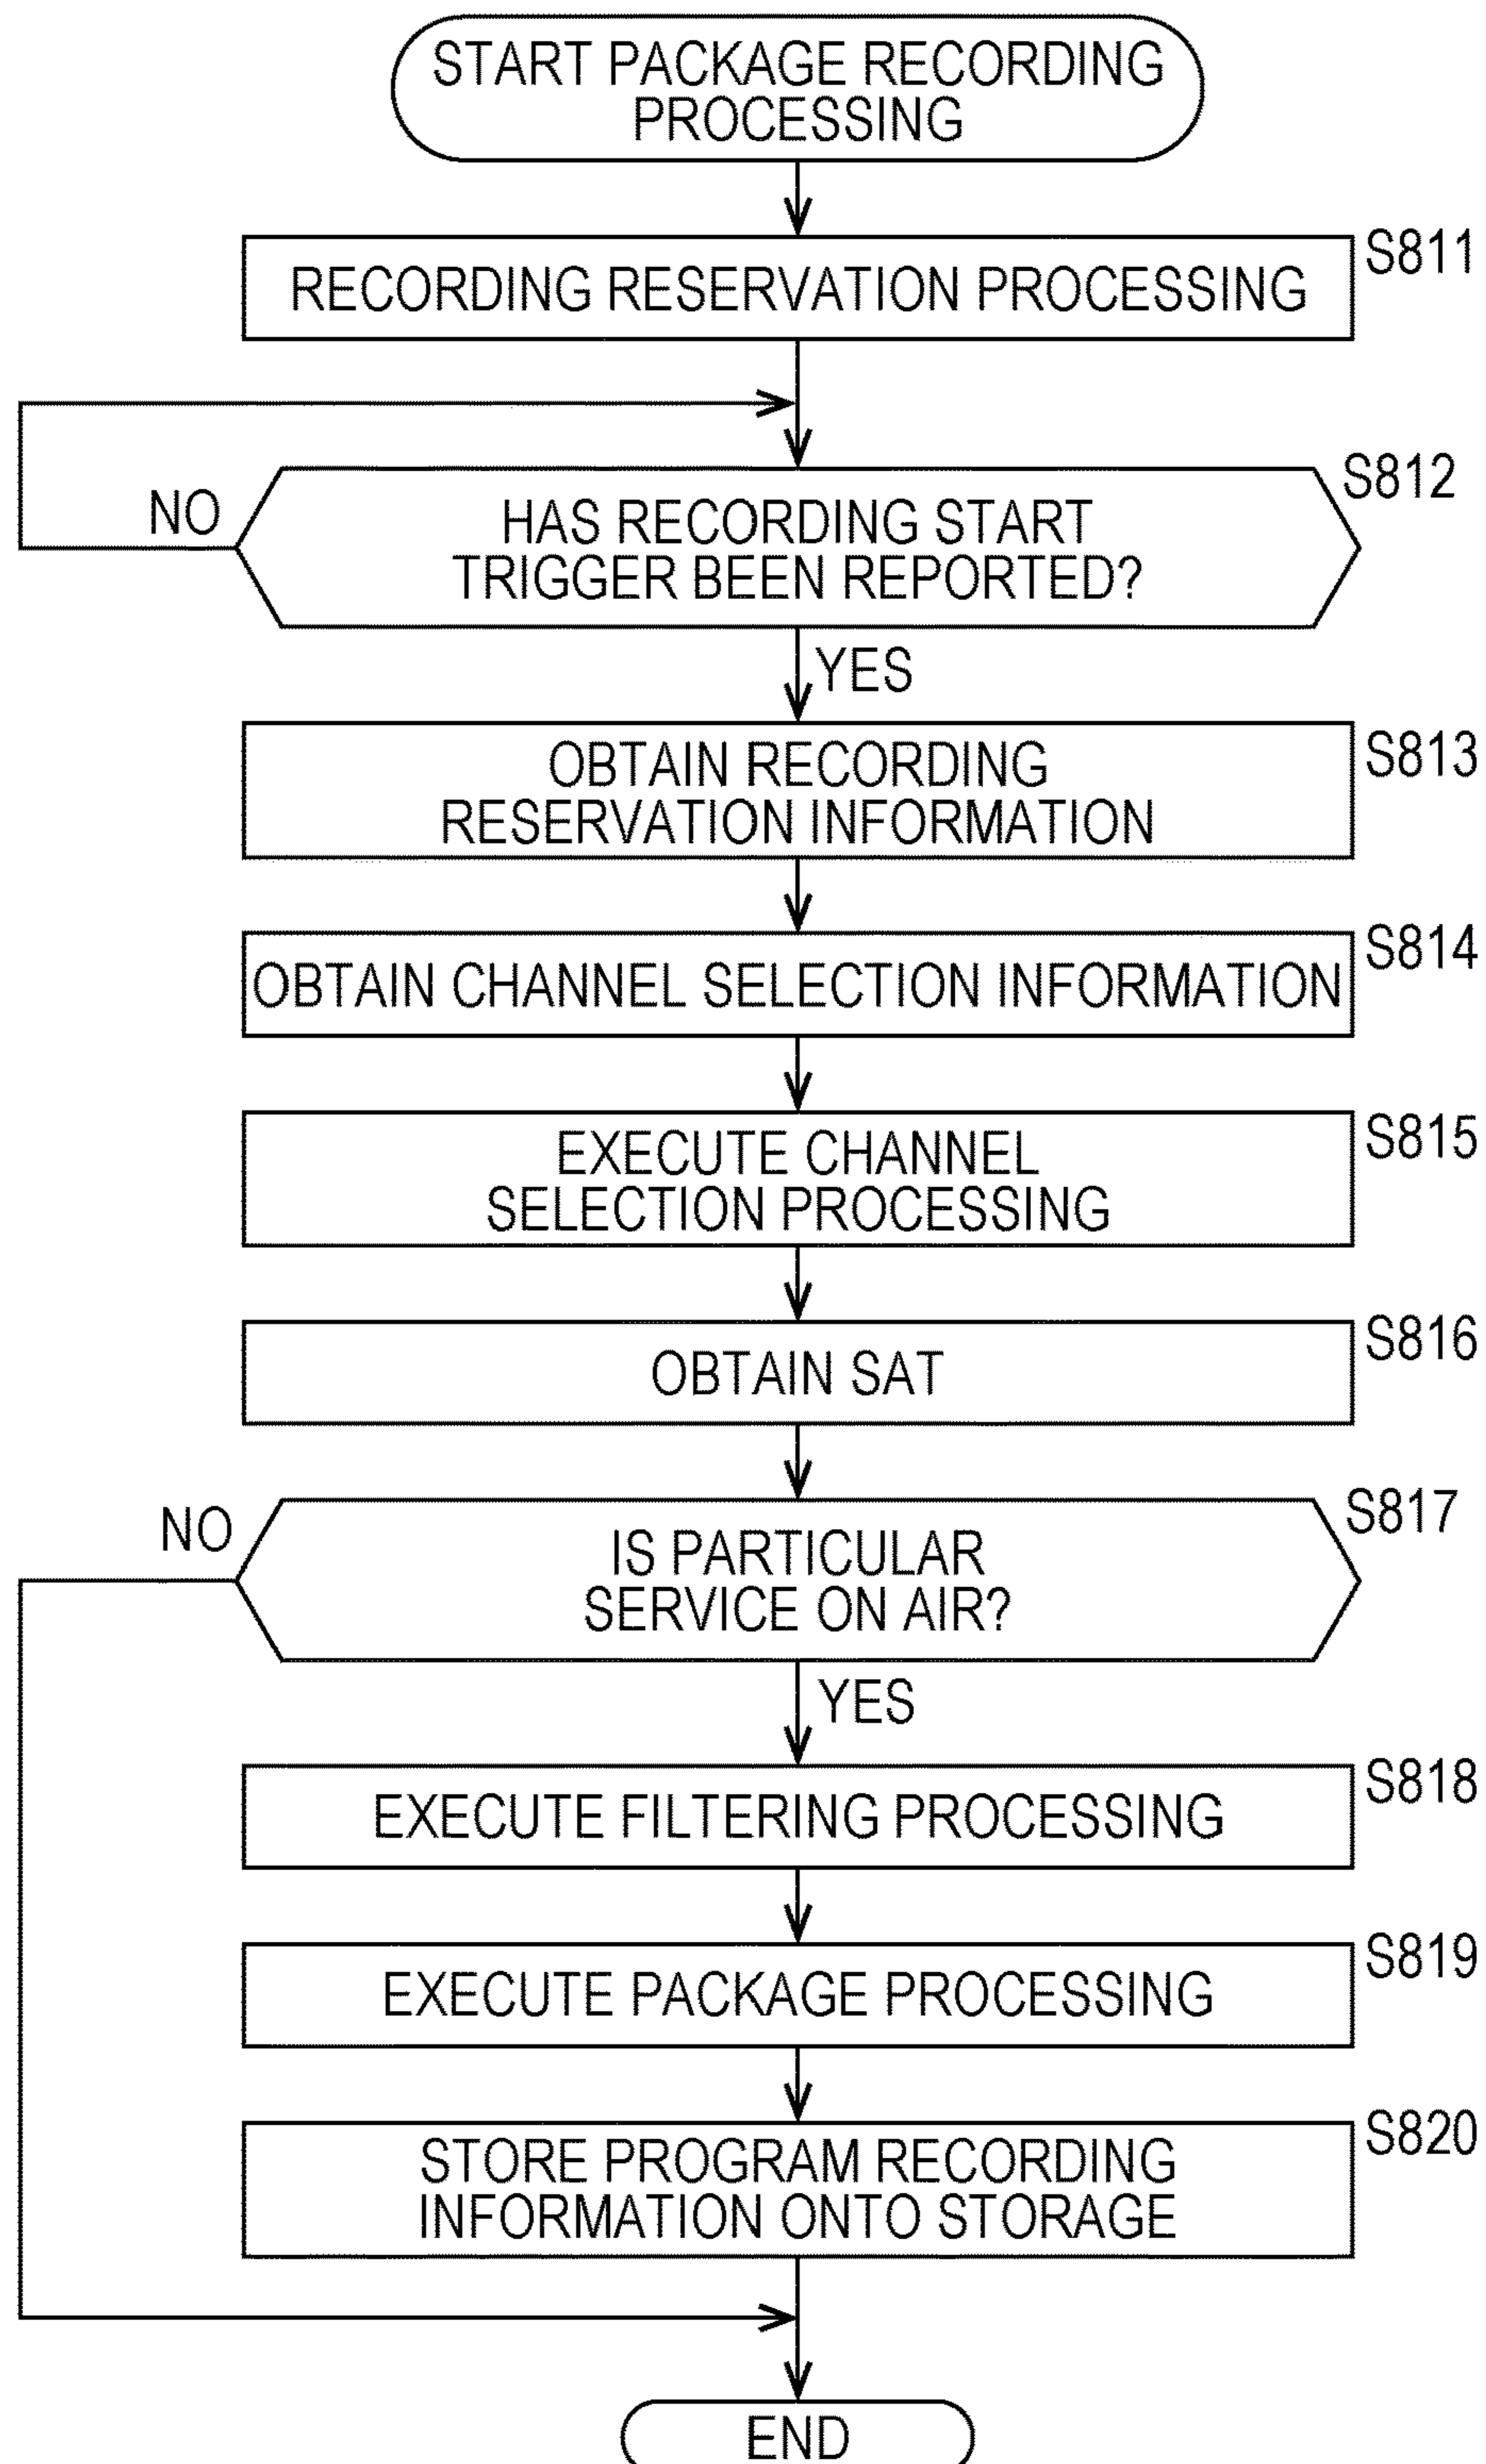 START PACKAGE RECORDING
PROCESSING
S811
RECORDING RESERVATION PROCESSING
S812
NO
HAS RECORDING START
TRIGGER BEEN REPORTED?
YES
S813
OBTAIN RECORDING
RESERVATION INFORMATION
S814
OBTAIN CHANNEL SELECTION INFORMATION
S815
EXECUTE CHANNEL
SELECTION PROCESSING
S816
OBTAIN SAT
S817
NO
IS PARTICULAR
SERVICE ON AIR?
YES
S818
EXECUTE FILTERING PROCESSING
S819
EXECUTE PACKAGE PROCESSING
S820
STORE PROGRAM RECORDING
INFORMATION ONTO STORAGE
END